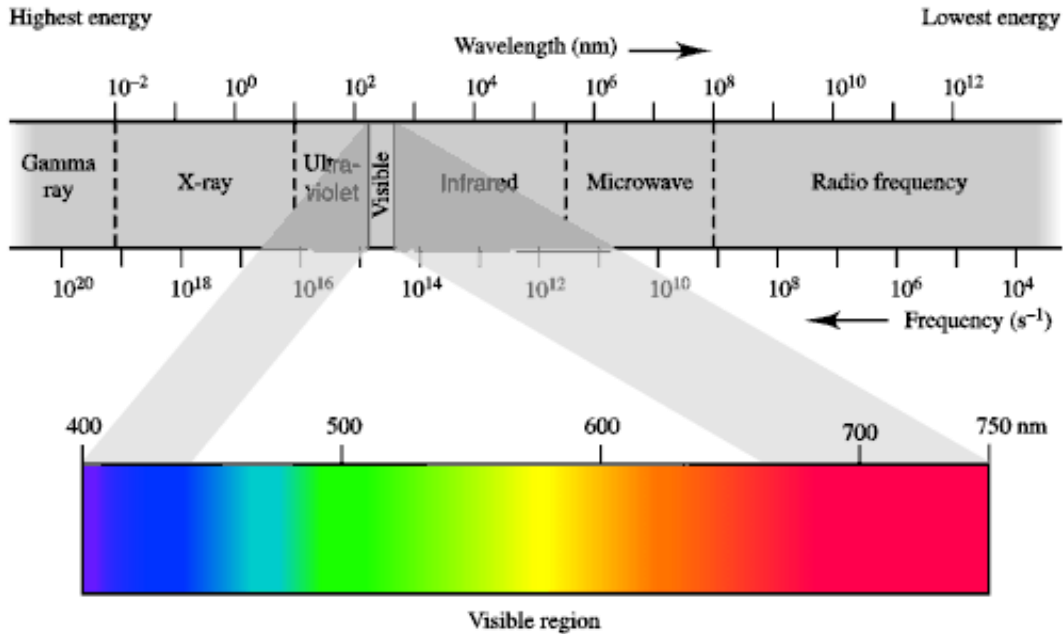 Highest energy Lowest energy
Wavelength (nm)
10⁻² 10⁰ 10² 10⁴ 10⁶ 10⁸ 10¹⁰ 10¹²
Gamma ray
X-ray
Ultra-
violet
Visible
Infrared
Microwave
Radio frequency
10²⁰ 10¹⁸ 10¹⁶ 10¹⁴ 10¹² 10¹⁰ 10⁸ 10⁶ 10⁴
Frequency (s⁻¹)
400 500 600 700 750 nm
Visible region